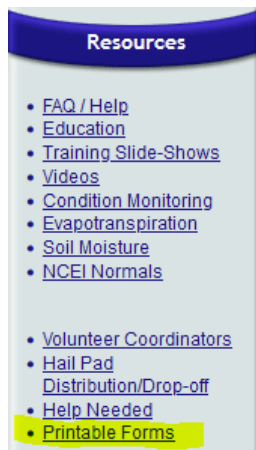 Resources
• FAQ / Help
• Education
• Training Slide-Shows
• Videos
• Condition Monitoring
• Evapotranspiration
• Soil Moisture
• NCEI Normals
• Volunteer Coordinators
• Hail Pad
Distribution/Drop-off
• Help Needed
• Printable Forms